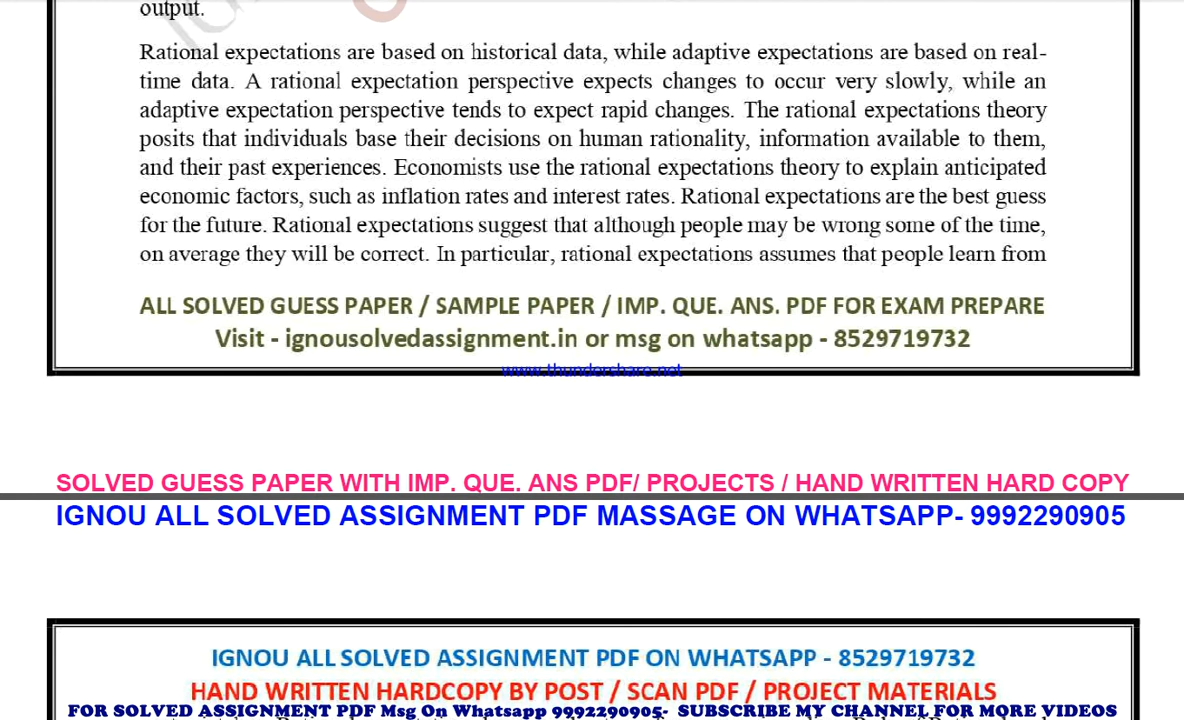 output.
Rational expectations are based on historical data, while adaptive expectations are based on real-
time data. A rational expectation perspective expects changes to occur very slowly, while an
adaptive expectation perspective tends to expect rapid changes. The rational expectations theory
posits that individuals base their decisions on human rationality, information available to them,
and their past experiences. Economists use the rational expectations theory to explain anticipated
economic factors, such as inflation rates and interest rates. Rational expectations are the best guess
for the future. Rational expectations suggest that although people may be wrong some of the time,
on average they will be correct. In particular, rational expectations assumes that people learn from
ALL SOLVED GUESS PAPER / SAMPLE PAPER / IMP. QUE. ANS. PDF FOR EXAM PREPARE
Visit - ignousolvedassignment.in or msg on whatsapp - 8529719732
www.thundershare.net
SOLVED GUESS PAPER WITH IMP. QUE. ANS PDF/ PROJECTS / HAND WRITTEN HARD COPY
IGNOU ALL SOLVED ASSIGNMENT PDF MASSAGE ON WHATSAPP- 9992290905
IGNOU ALL SOLVED ASSIGNMENT PDF ON WHATSAPP - 8529719732
HAND WRITTEN HARDCOPY BY POST / SCAN PDF / PROJECT MATERIALS
FOR SOLVED ASSIGNMENT PDF Msg On Whatsapp 9992290905- SUBSCRIBE MY CHANNEL FOR MORE VIDEOS